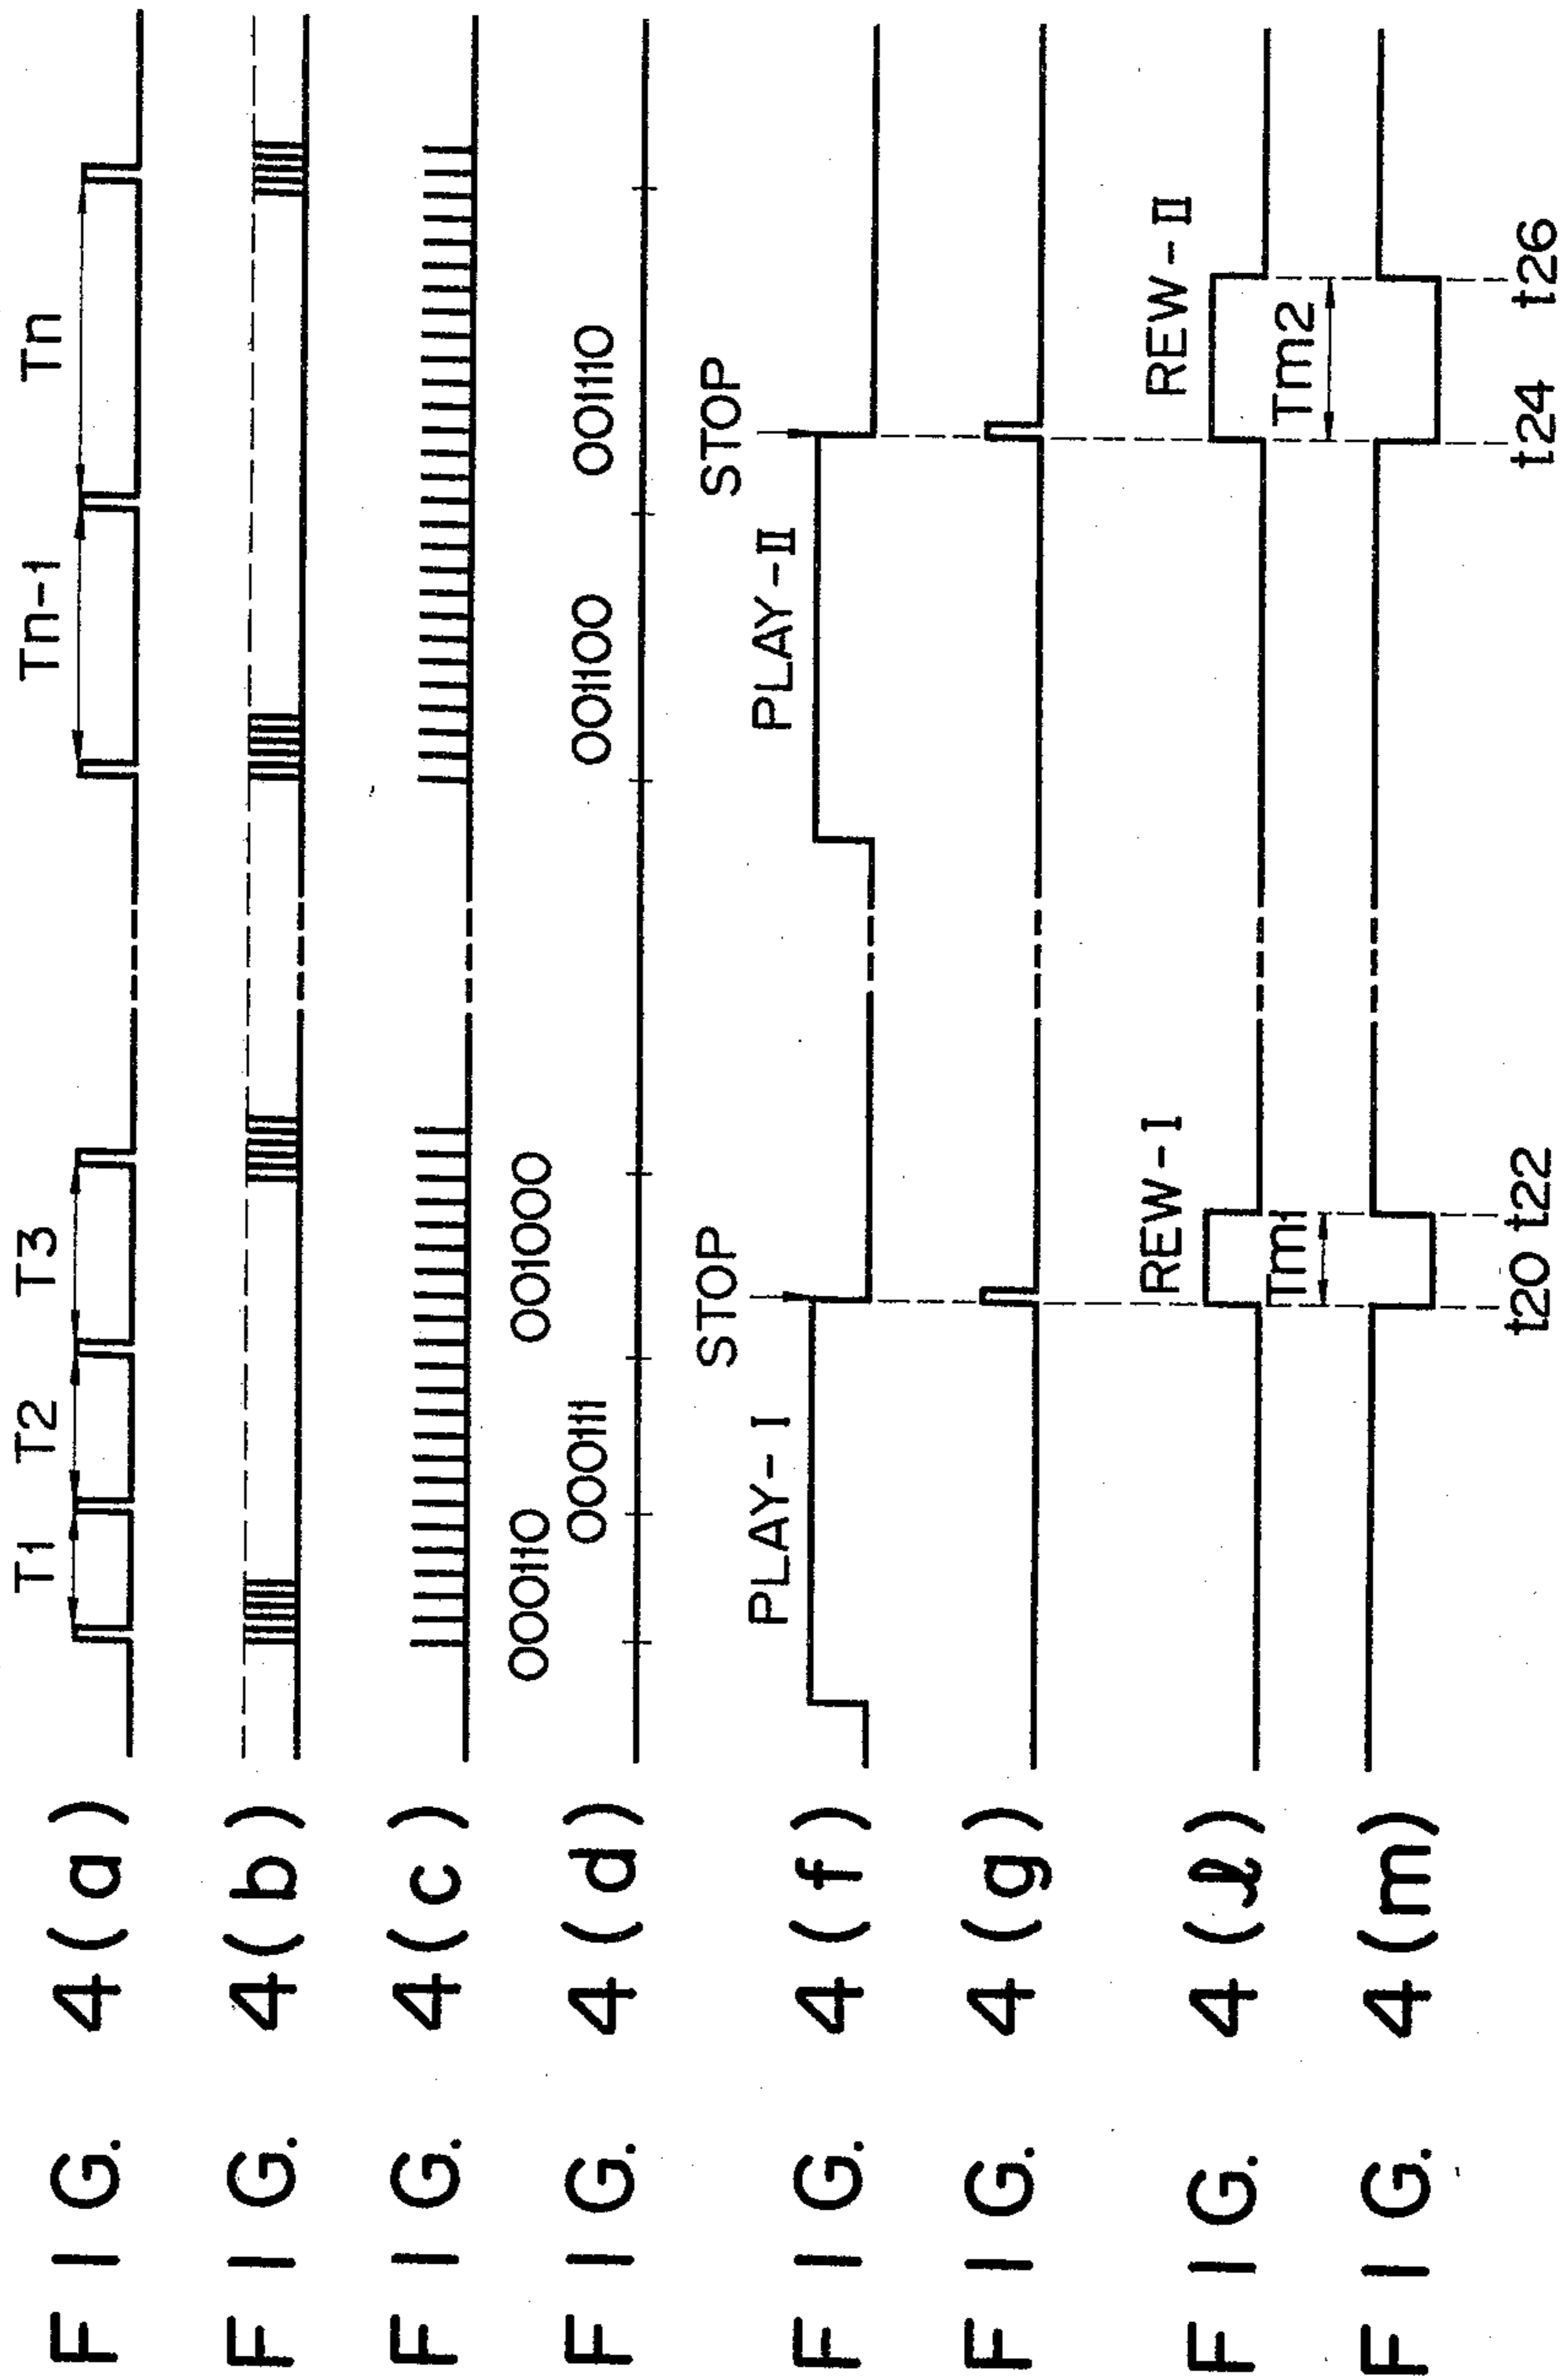 FIG. 4(a)
T1 T2 T3 Tn-1 Tn
FIG. 4(b)
FIG. 4(c)
FIG. 4(d)
000110 000111 001000 001100 001110
FIG. 4(f)
PLAY-I STOP PLAY-II STOP
FIG. 4(g)
FIG. 4(l)
REW-I REW-II
Tm1 Tm2
FIG. 4(m)
t20 t22 t24 t26